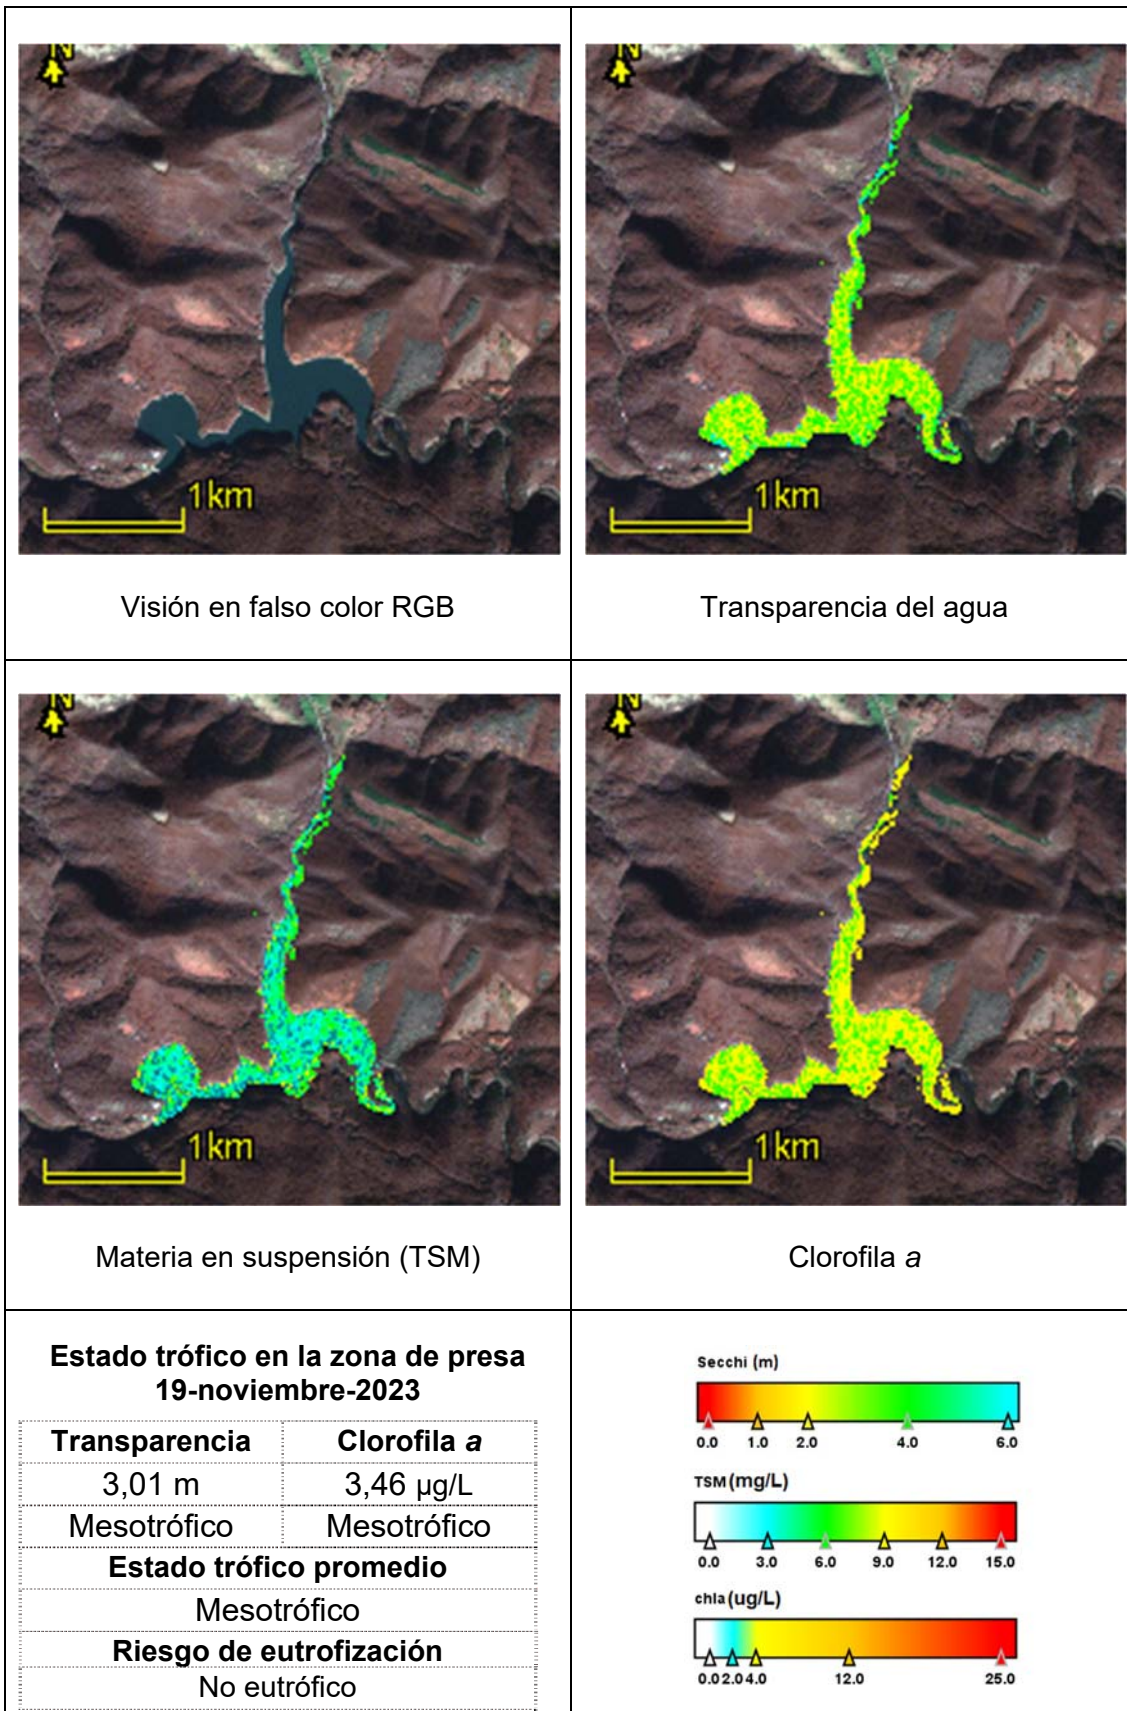 N
N
1km
1km
Visión en falso color RGB
Transparencia del agua
N
N
1km
1km
Materia en suspensión (TSM)
Clorofila a
Estado trófico en la zona de presa
19-noviembre-2023
Transparencia
Clorofila a
3,01 m
3,46 µg/L
Mesotrófico
Mesotrófico
Estado trófico promedio
Mesotrófico
Riesgo de eutrofización
No eutrófico
Secchi (m)
0.0 1.0 2.0 4.0 6.0
TSM (mg/L)
0.0 3.0 6.0 9.0 12.0 15.0
chla (ug/L)
0.0 2.0 4.0 12.0 25.0